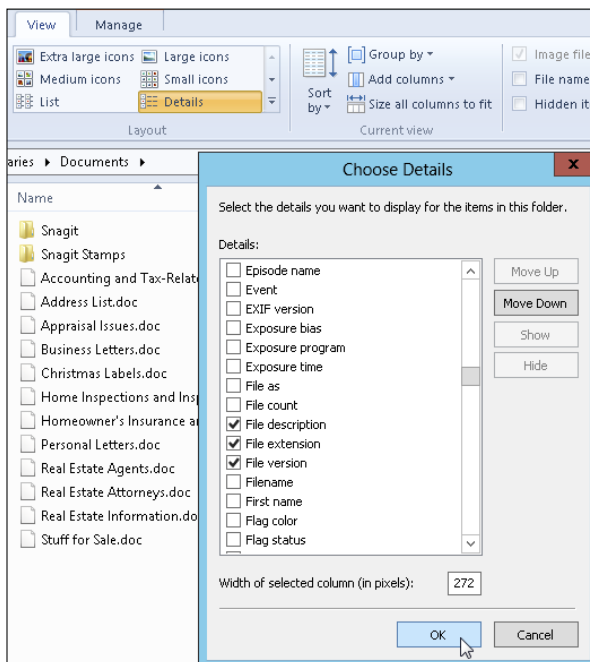 View Manage
Extra large icons Large icons
Medium icons Small icons
List Details
Layout
Sort by
Group by
Add columns
Size all columns to fit
Current view
Image file
File name
Hidden it
aries Documents
Name
Snagit
Snagit Stamps
Accounting and Tax-Relat
Address List.doc
Appraisal Issues.doc
Business Letters.doc
Christmas Labels.doc
Home Inspections and Insp
Homeowner's Insurance a
Personal Letters.doc
Real Estate Agents.doc
Real Estate Attorneys.doc
Real Estate Information.do
Stuff for Sale.doc
Choose Details
x
Select the details you want to display for the items in this folder.
Details:
Episode name
Event
EXIF version
Exposure bias
Exposure program
Exposure time
File as
File count
File description
File extension
File version
Filename
First name
Flag color
Flag status
Move Up
Move Down
Show
Hide
Width of selected column (in pixels): 272
OK Cancel